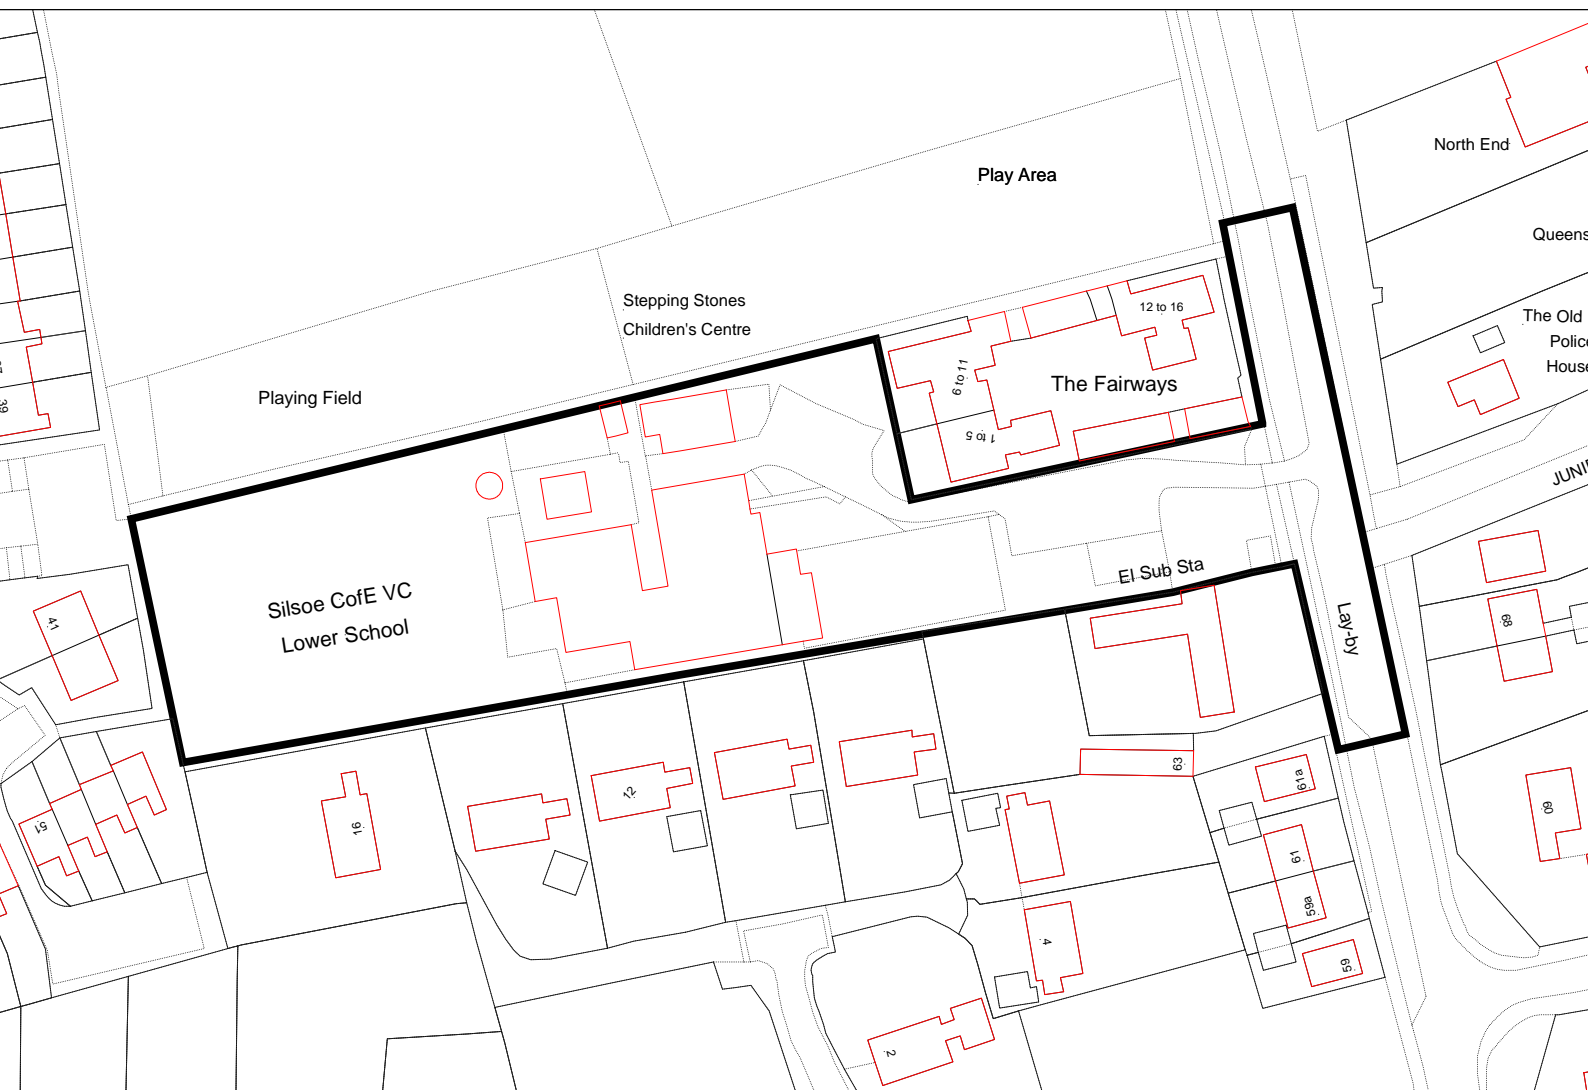 North End
Play Area
Queens
Stepping Stones
Children's Centre
12 to 16
The Old
Police
House
6 to 11
The Fairways
Playing Field
39
1 to 5
JUNI
El Sub Sta
Silsoe CofE VC
Lower School
Lay-by
41
68
63
61a
12
16
51
60
61
59a
4
59
2